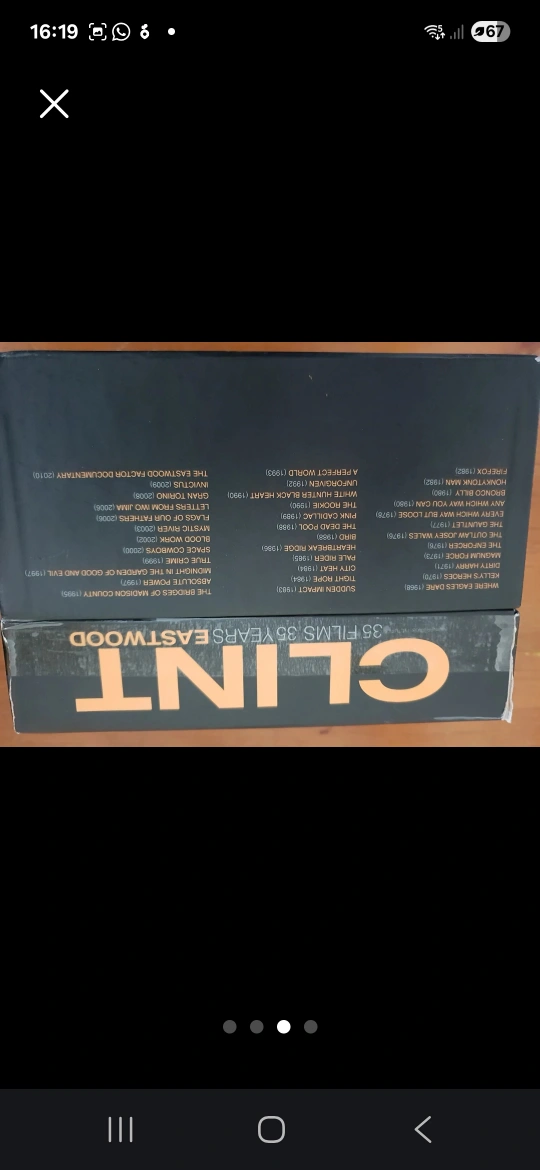 16:19
67
CLINT
35 FILMS 35 YEARS EASTWOOD
WHERE EAGLES DARE (1968)
KELLY'S HEROES (1970)
DIRTY HARRY (1971)
MAGNUM FORCE (1973)
THE ENFORCER (1976)
THE OUTLAW JOSEY WALES (1976)
THE GAUNTLET (1977)
EVERY WHICH WAY BUT LOOSE (1978)
ANY WHICH WAY YOU CAN (1980)
BRONCO BILLY (1980)
HONKYTONK MAN (1982)
FIREFOX (1982)
SUDDEN IMPACT (1983)
TIGHT ROPE (1984)
CITY HEAT (1984)
PALE RIDER (1985)
HEARTBREAK RIDGE (1986)
BIRD (1988)
THE DEAD POOL (1988)
PINK CADILLAC (1989)
THE ROOKIE (1990)
WHITE HUNTER BLACK HEART (1990)
UNFORGIVEN (1992)
A PERFECT WORLD (1993)
THE BRIDGES OF MADISON COUNTY (1995)
ABSOLUTE POWER (1997)
MIDNIGHT IN THE GARDEN OF GOOD AND EVIL (1997)
TRUE CRIME (1999)
SPACE COWBOYS (2000)
BLOOD WORK (2002)
MYSTIC RIVER (2003)
FLAGS OF OUR FATHERS (2006)
LETTERS FROM IWO JIMA (2006)
GRAN TORINO (2008)
INVICTUS (2009)
THE EASTWOOD FACTOR DOCUMENTARY (2010)